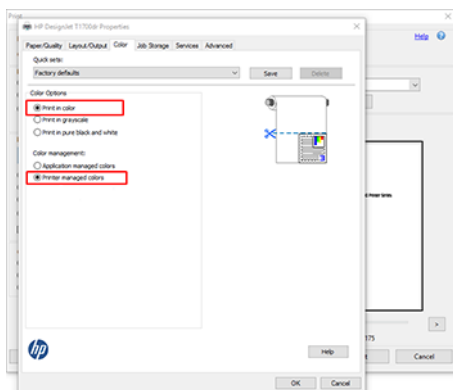 Print
HP DesignJet T1700dr Properties
Help
Paper/Quality Layout/Output Color Job Storage Services Advanced
Quick sets:
Factory defaults
Save
Delete
Color Options
Print in color
Print in grayscale
Print in pure black and white
Color management:
Application managed colors
Printer managed colors
hp
Help
>
175
Cancel
OK
Cancel